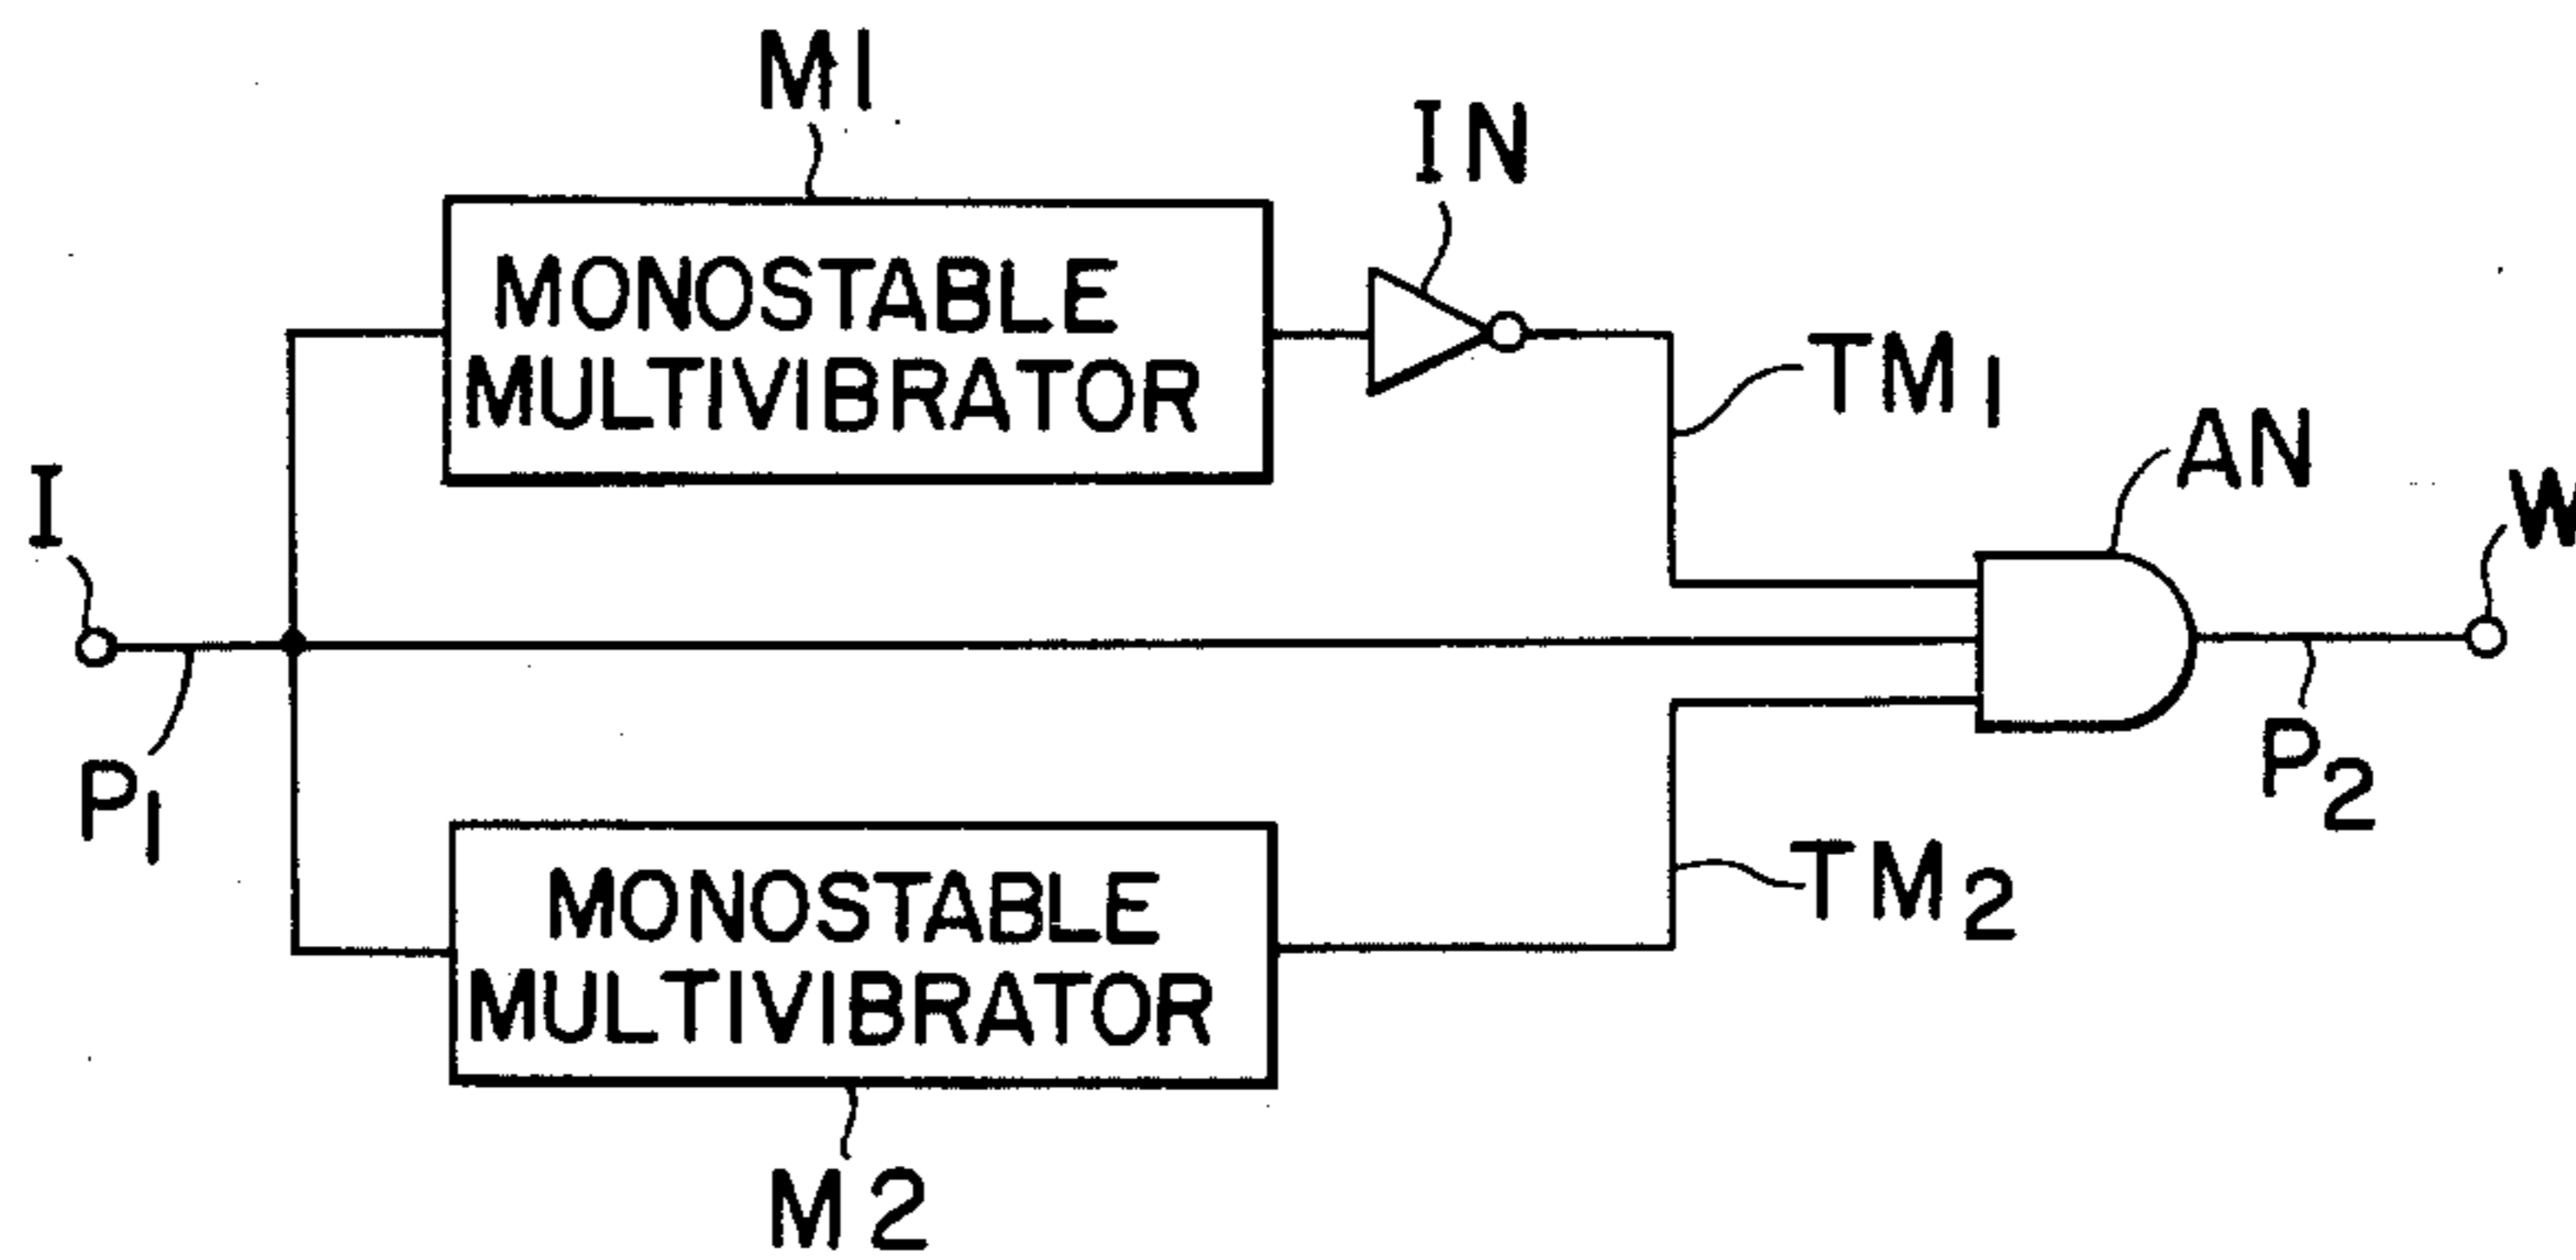 M1
IN
MONOSTABLE
MULTIVIBRATOR
TM1
AN
I
W
P1
P2
MONOSTABLE
MULTIVIBRATOR
TM2
M2